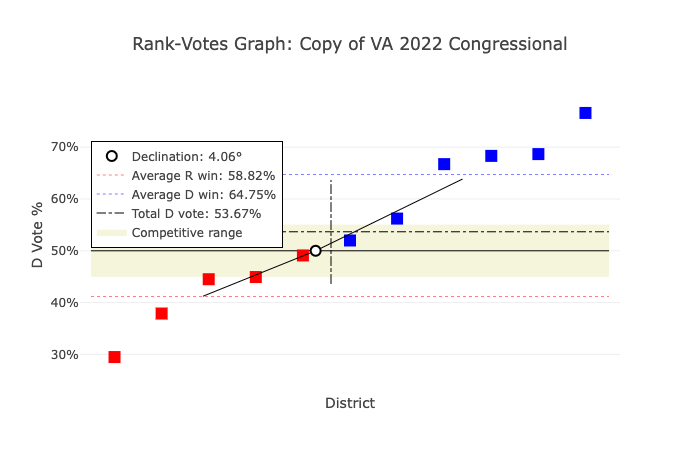 Rank-Votes Graph: Copy of VA 2022 Congressional
D Vote %
70%
60%
50%
40%
30%
Declination: 4.06°
Average R win: 58.82%
Average D win: 64.75%
Total D vote: 53.67%
Competitive range
District